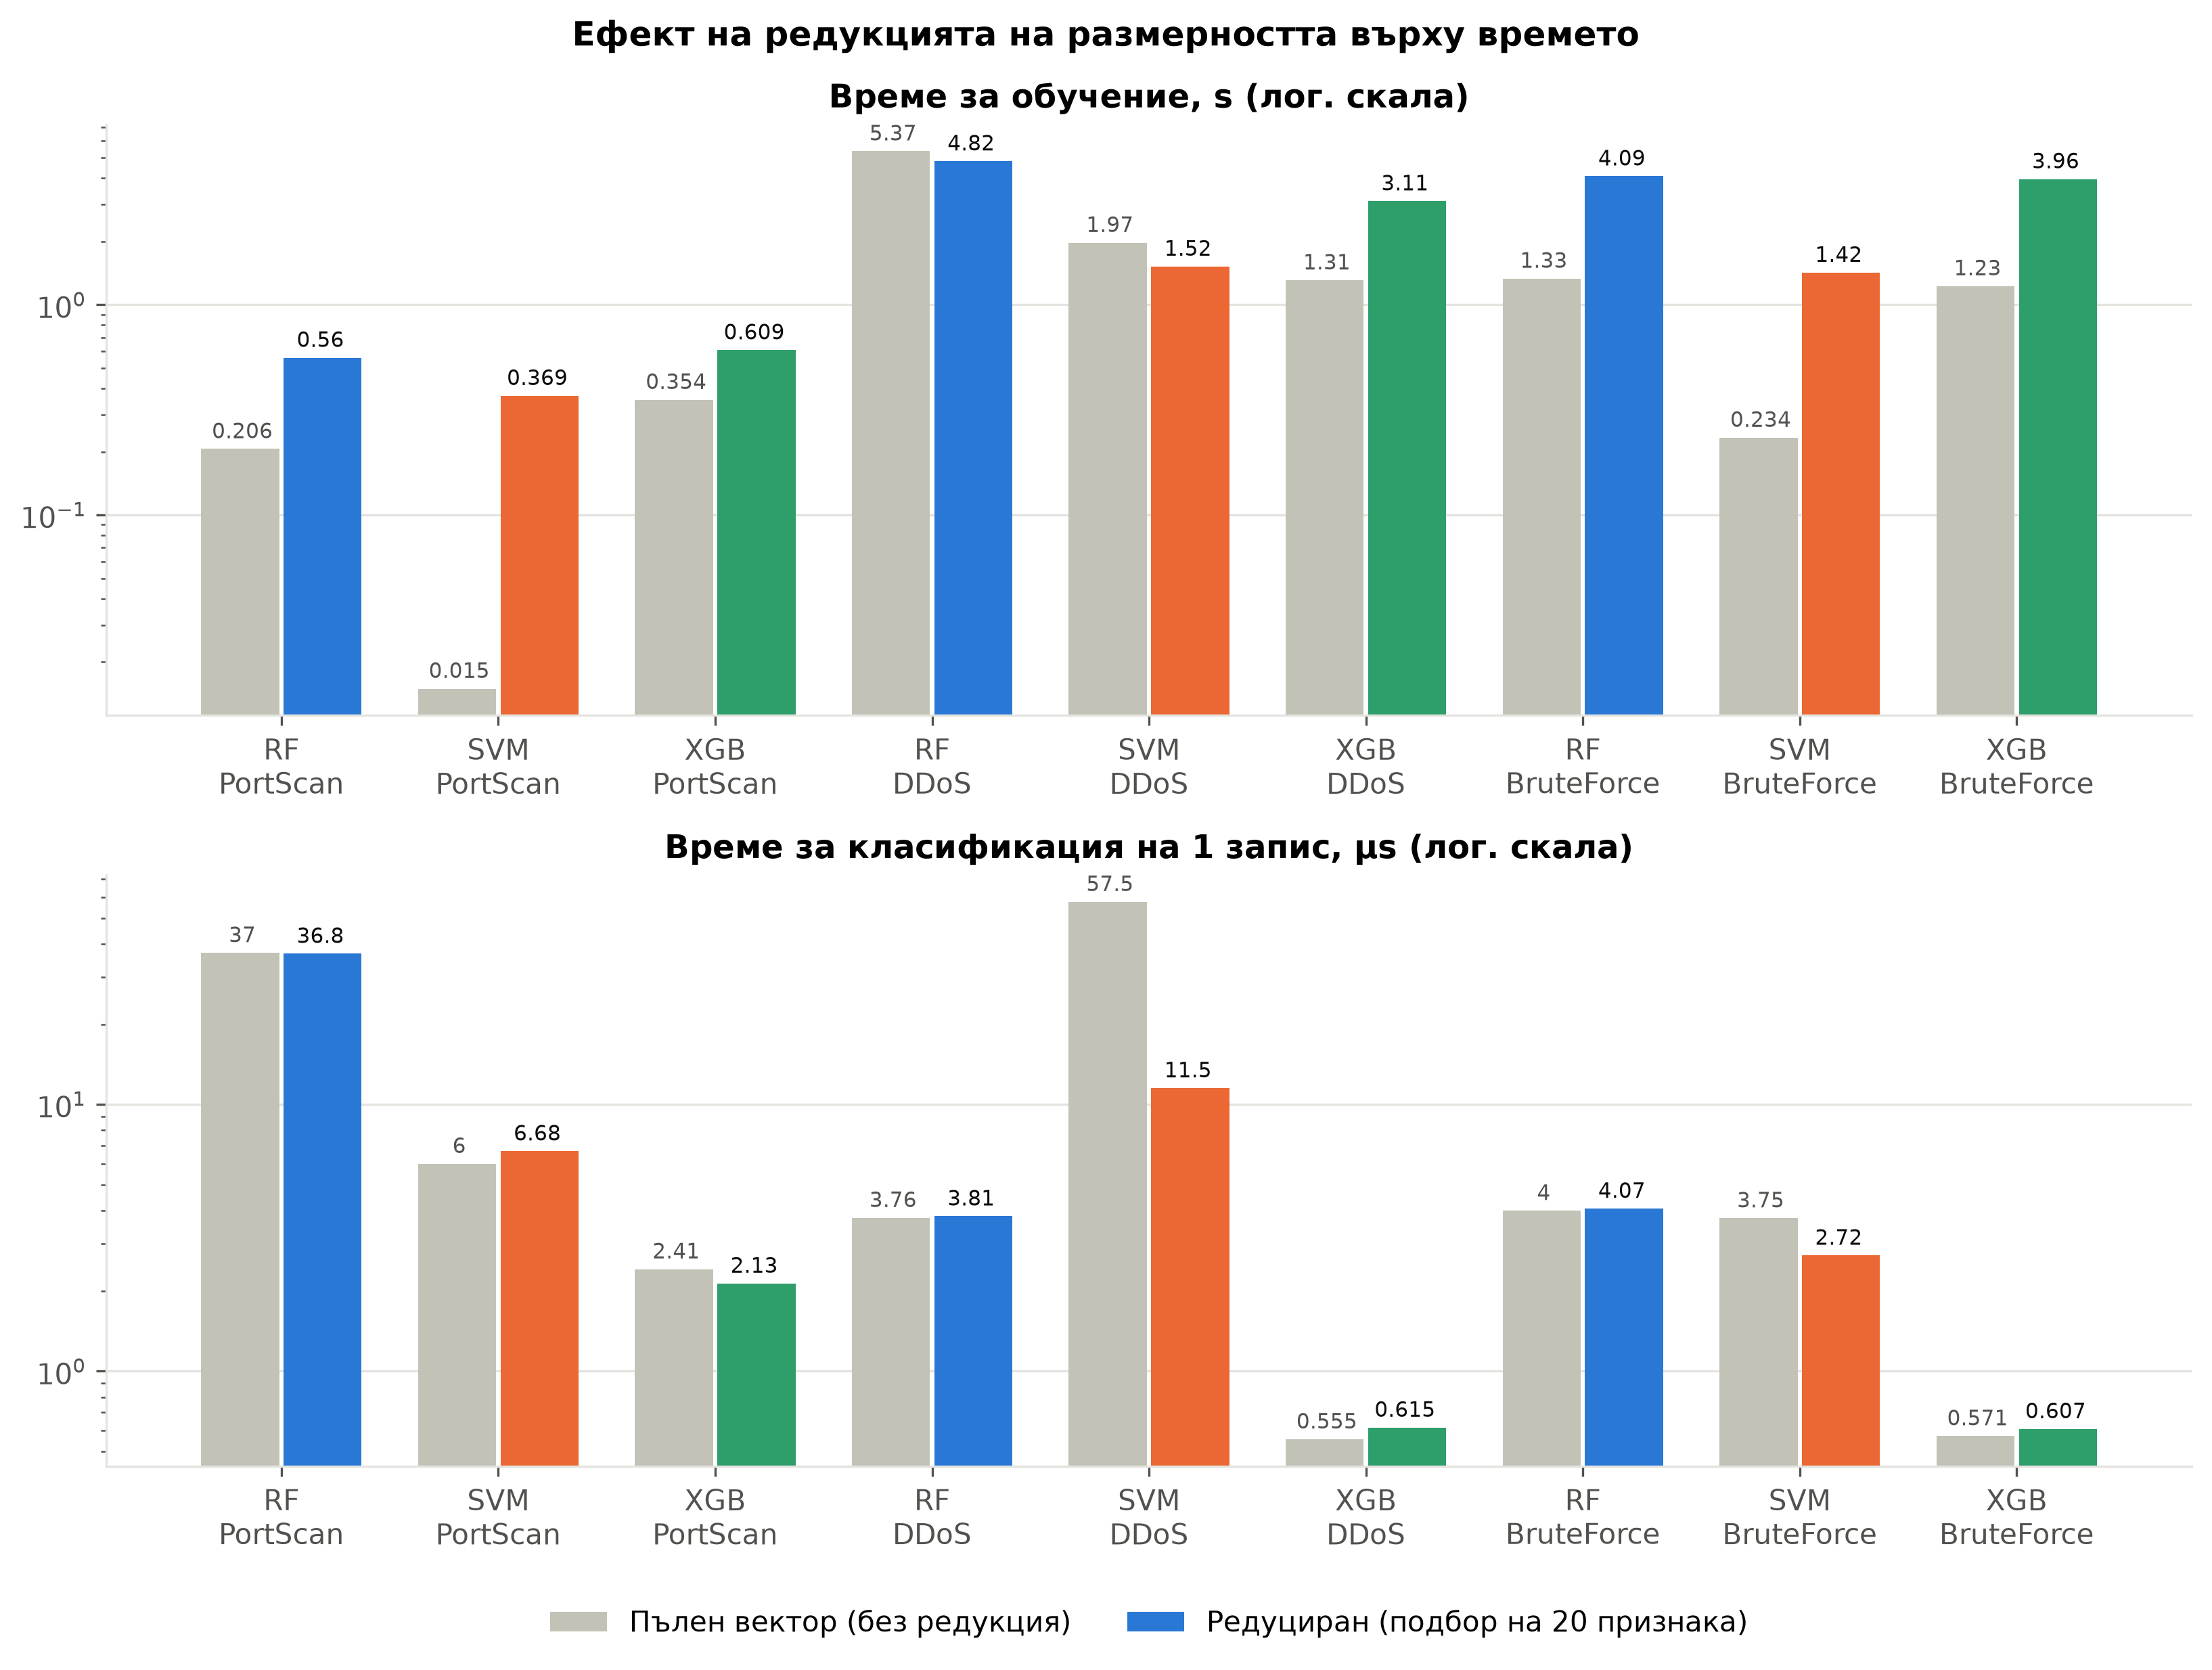 Ефект на редукцията на размерността върху времето
Време за обучение, s (лог. скала)
10⁰
10⁻¹
0.206
0.56
0.015
0.369
0.354
0.609
5.37
4.82
1.97
1.52
1.31
3.11
1.33
4.09
0.234
1.42
1.23
3.96
RF
PortScan
SVM
PortScan
XGB
PortScan
RF
DDoS
SVM
DDoS
XGB
DDoS
RF
BruteForce
SVM
BruteForce
XGB
BruteForce
Време за класификация на 1 запис, µs (лог. скала)
10¹
10⁰
37
36.8
6
6.68
2.41
2.13
3.76
3.81
57.5
11.5
0.555
0.615
4
4.07
3.75
2.72
0.571
0.607
RF
PortScan
SVM
PortScan
XGB
PortScan
RF
DDoS
SVM
DDoS
XGB
DDoS
RF
BruteForce
SVM
BruteForce
XGB
BruteForce
Пълен вектор (без редукция)
Редуциран (подбор на 20 признака)